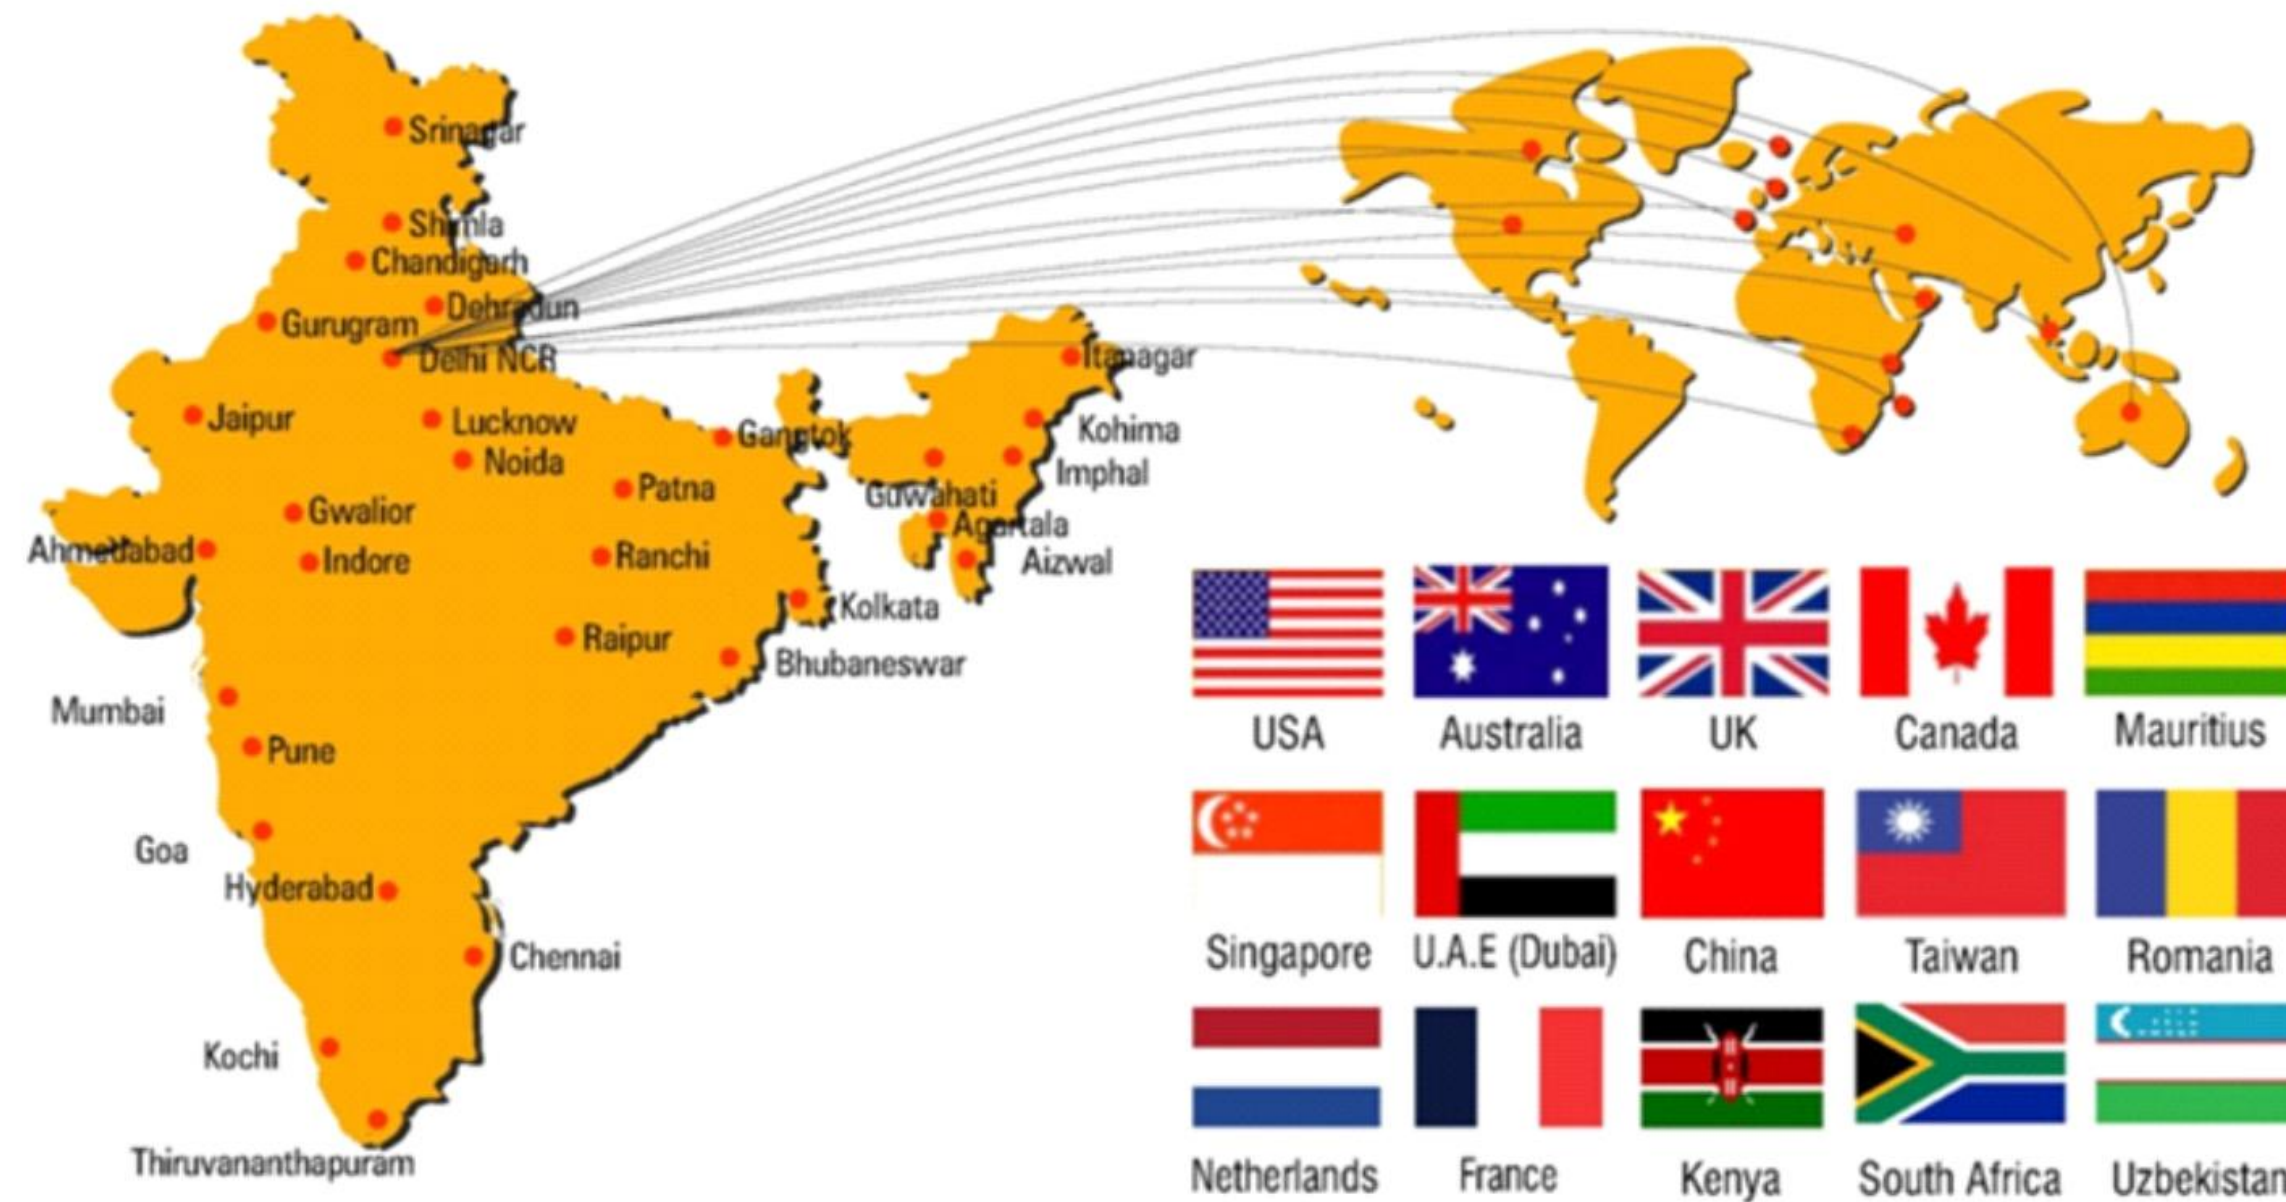 Srinagar
Shimla
Chandigarh
Dehradun
Gurugram
Delhi NCR
Itanagar
Jaipur
Lucknow
Gangtok
Kohima
Noida
Imphal
Patna
Guwahati
Gwalior
Agartala
Ahmedabad
Indore
Ranchi
Aizwal
Kolkata
Raipur
Bhubaneswar
Mumbai
Pune
Goa
Hyderabad
Chennai
Kochi
Thiruvananthapuram
USA Australia UK Canada Mauritius
Singapore U.A.E (Dubai) China Taiwan Romania
Netherlands France Kenya South Africa Uzbekistan